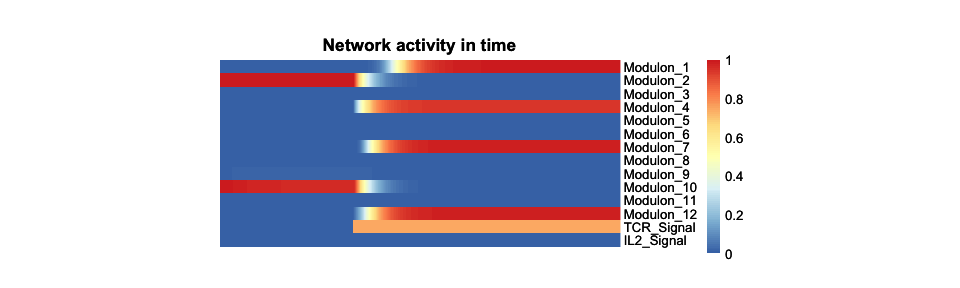 Network activity in time
Modulon_1
Modulon_2
Modulon_3
Modulon_4
Modulon_5
Modulon_6
Modulon_7
Modulon_8
Modulon_9
Modulon_10
Modulon_11
Modulon_12
TCR_Signal
IL2_Signal
1
0.8
0.6
0.4
0.2
0